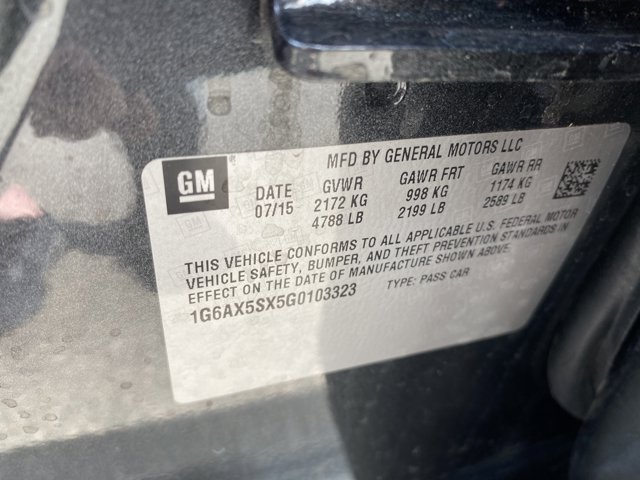 GM
MFD BY GENERAL MOTORS LLC
DATE GVWR GAWR FRT GAWR RR
07/15 2172 KG 998 KG 1174 KG
4788 LB 2199 LB 2589 LB
THIS VEHICLE CONFORMS TO ALL APPLICABLE U.S. FEDERAL MOTOR
VEHICLE SAFETY, BUMPER, AND THEFT PREVENTION STANDARDS IN
EFFECT ON THE DATE OF MANUFACTURE SHOWN ABOVE.
1G6AX5SX5G0103323 TYPE: PASS CAR